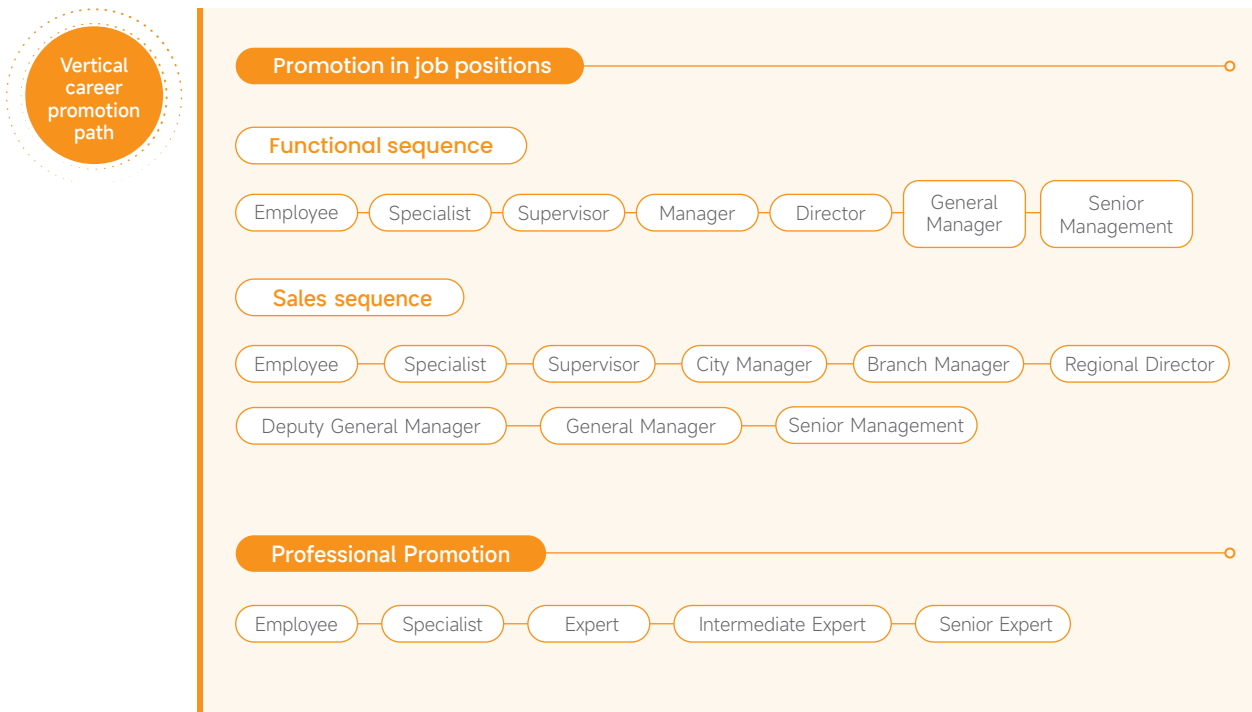 Vertical
career
promotion
path
Promotion in job positions
Functional sequence
Employee
Specialist
Supervisor
Manager
Director
General
Manager
Senior
Management
Sales sequence
Employee
Specialist
Supervisor
City Manager
Branch Manager
Regional Director
Deputy General Manager
General Manager
Senior Management
Professional Promotion
Employee
Specialist
Expert
Intermediate Expert
Senior Expert